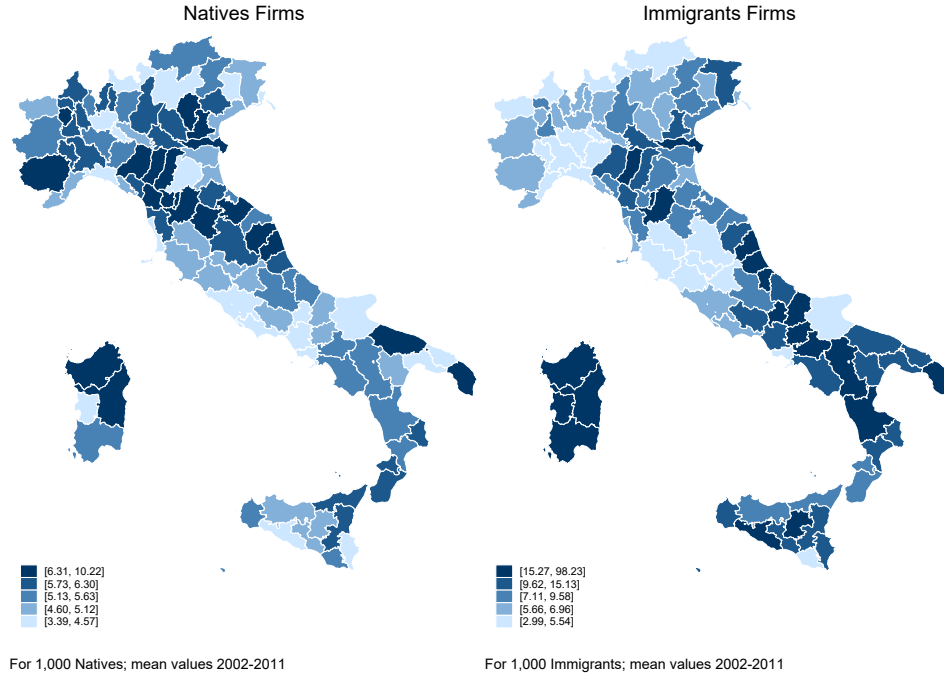 Natives Firms
[6.31, 10.22]
[5.73, 6.30]
[5.13, 5.63]
[4.60, 5.12]
[3.39, 4.57]
For 1,000 Natives; mean values 2002-2011
Immigrants Firms
[15.27, 98.23]
[9.62, 15.13]
[7.11, 9.58]
[5.66, 6.96]
[2.99, 5.54]
For 1,000 Immigrants; mean values 2002-2011